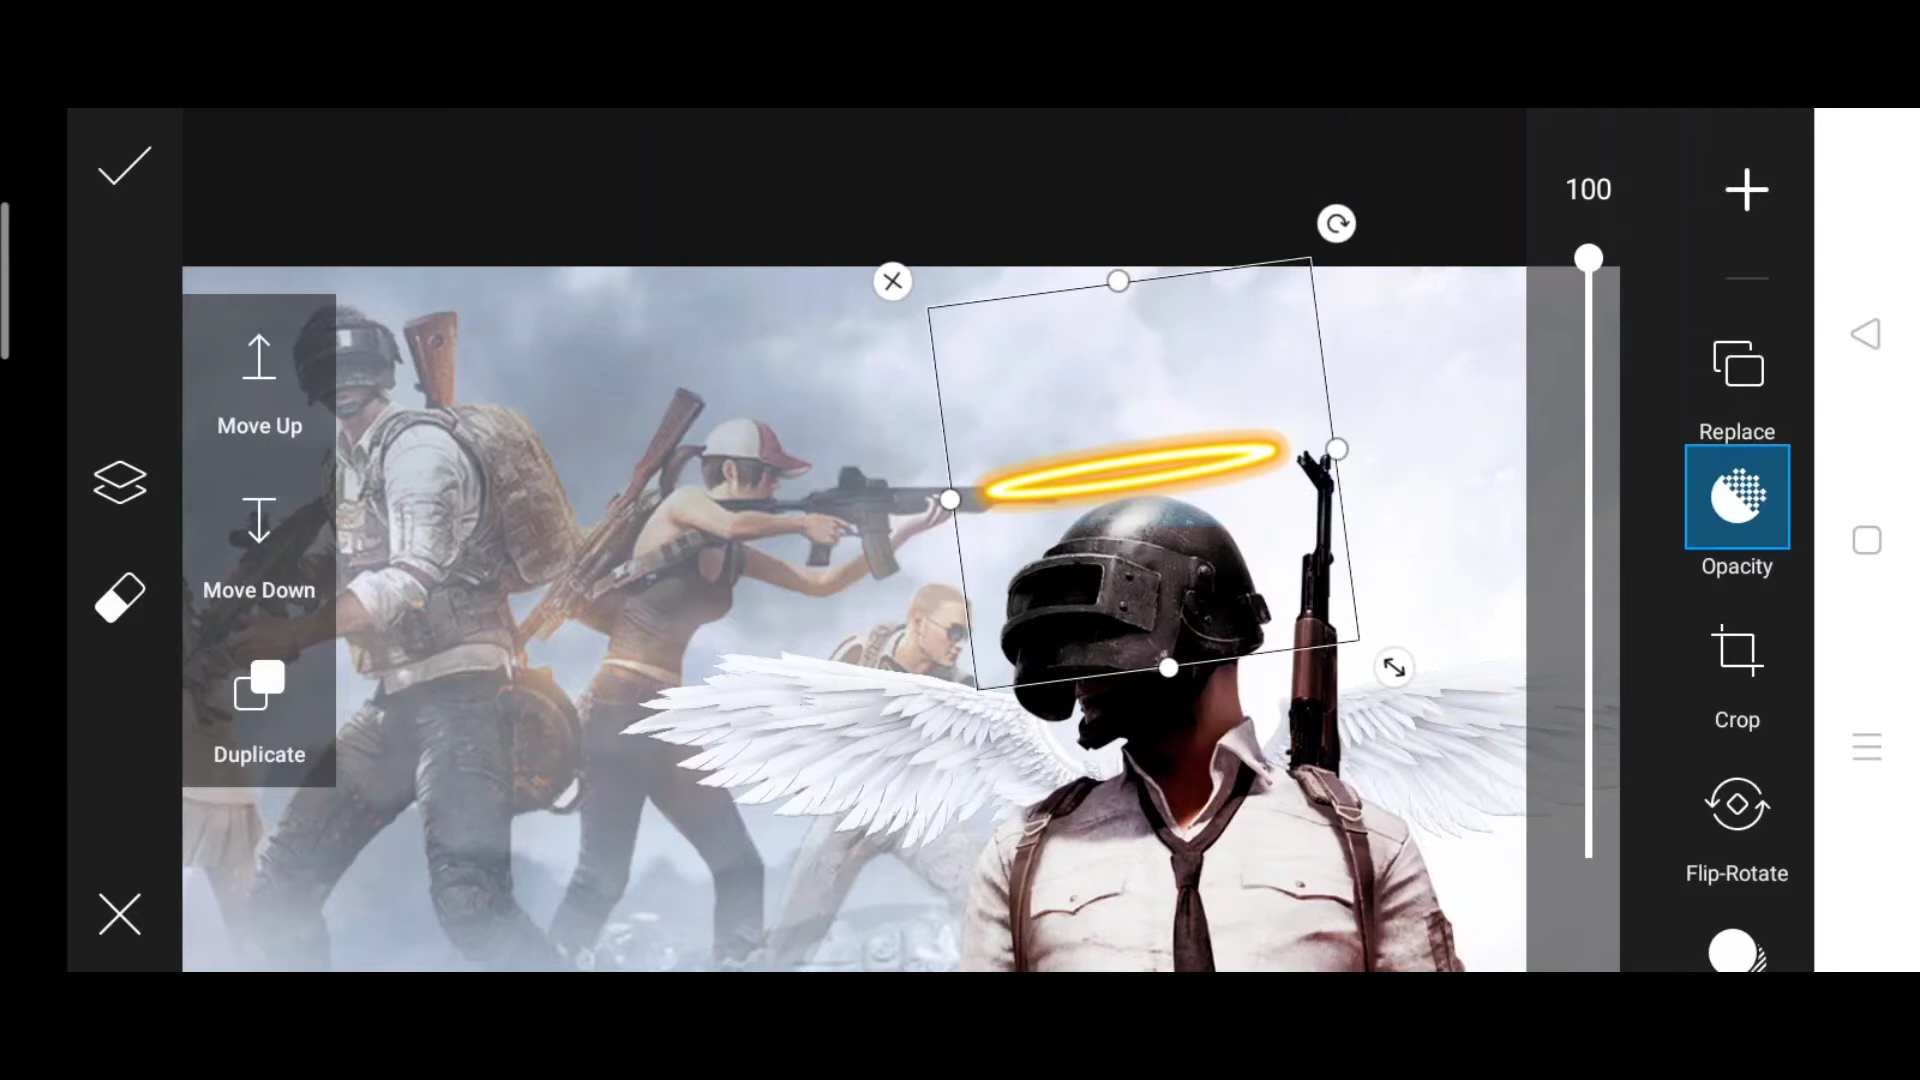 100
Move Up
Replace
Opacity
Move Down
Crop
Duplicate
Flip-Rotate